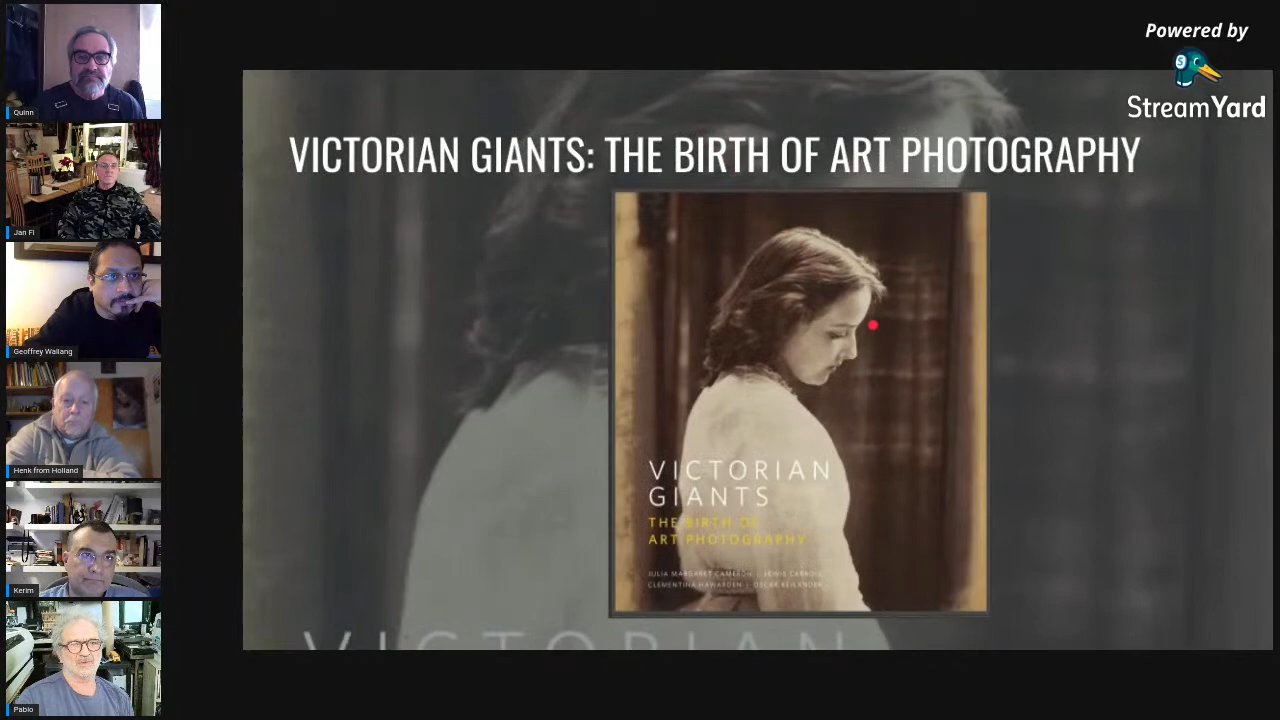 Powered by
StreamYard
VICTORIAN GIANTS: THE BIRTH OF ART PHOTOGRAPHY
VICTORIAN
GIANTS
THE BIRTH OF
ART PHOTOGRAPHY
JULIA MARGARET CAMERON | LEWIS CARROLL
CLEMENTINA HAWARDEN | OSCAR REJLANDER
VICTORIAN
Quinn
Jan Fl
Geoffrey Wallang
Henk from Holland
Kerim
Pablo